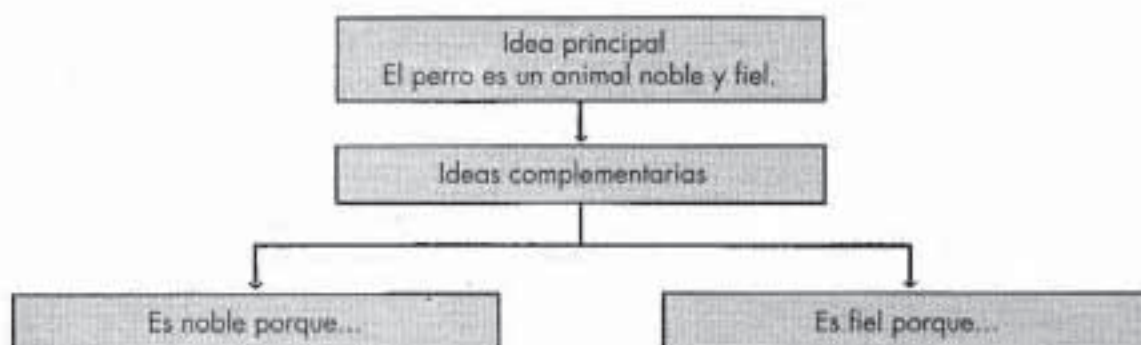 Idea principal
El perro es un animal noble y fiel.
Ideas complementarias
Es noble porque...
Es fiel porque...